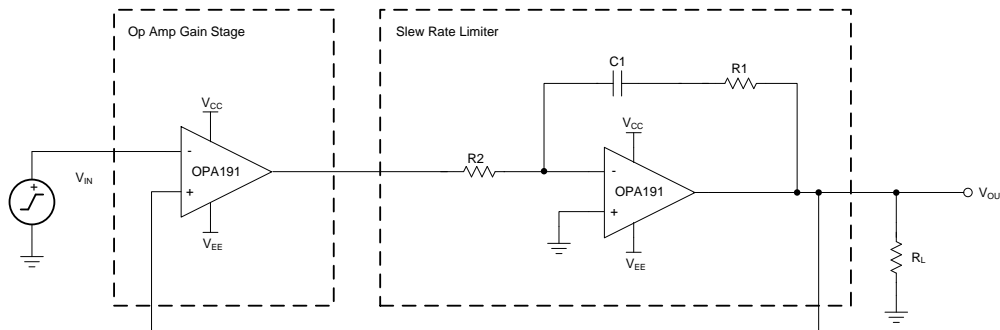 Op Amp Gain Stage
Slew Rate Limiter
C1
R1
VCC
VCC
+
VIN
-
OPA191
+
R2
-
OPA191
+
VOU
VEE
VEE
RL